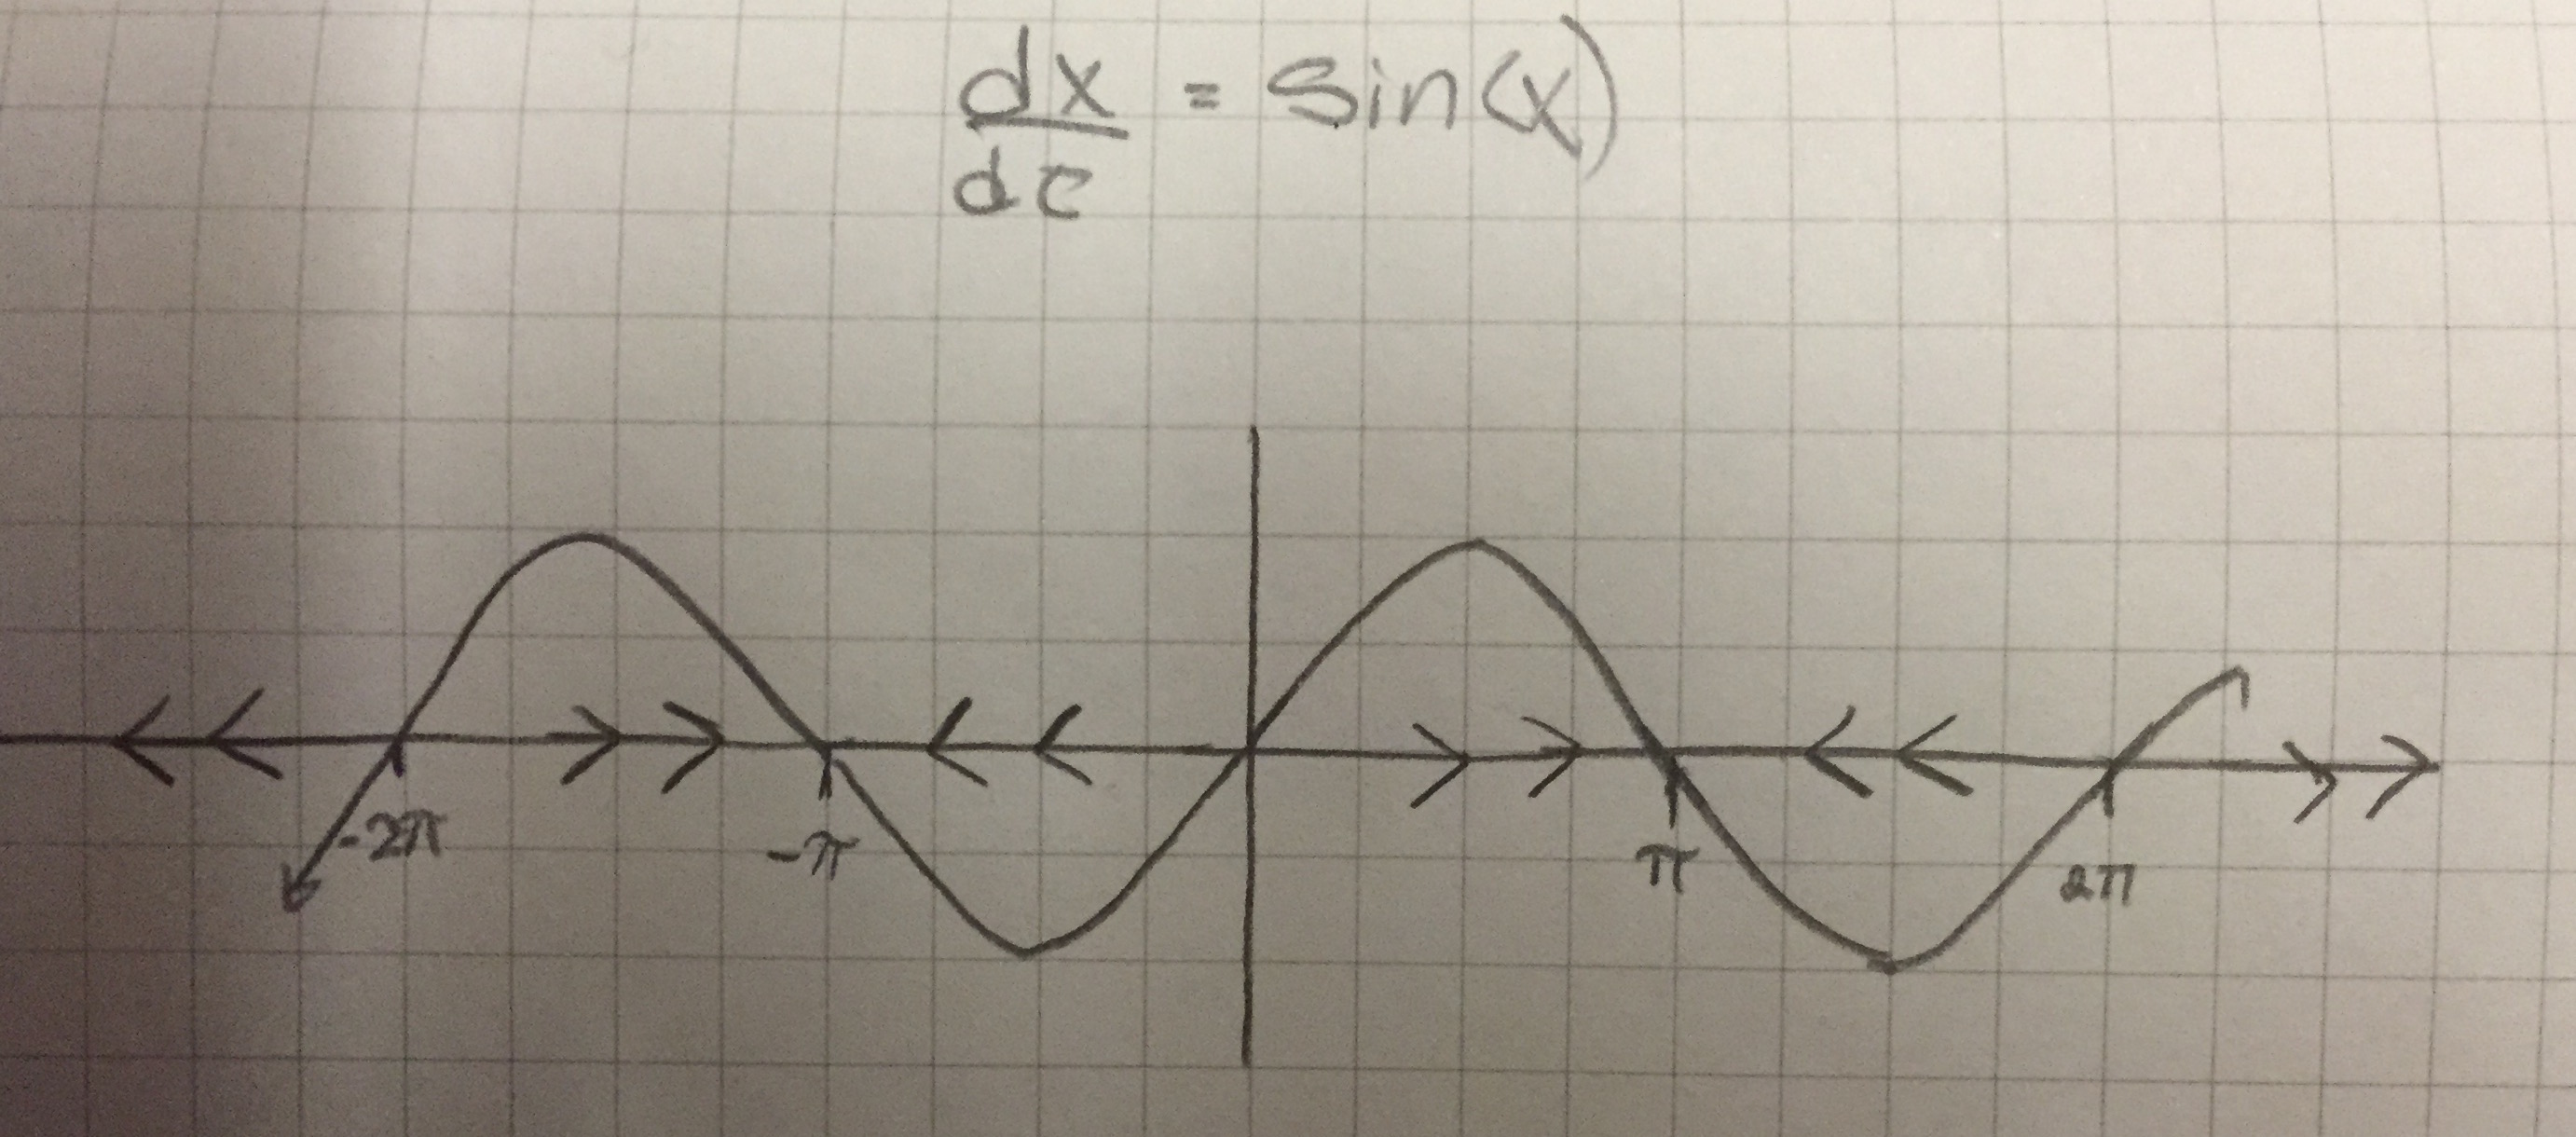 dx/dt = sin(x)
-2π -π π 2π